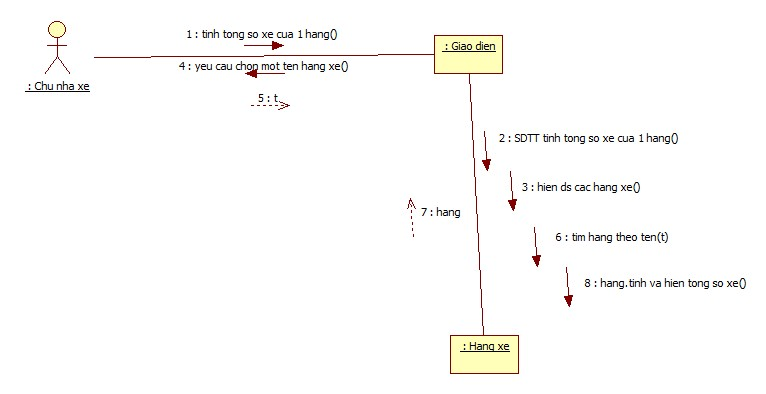 1 : tinh tong so xe cua 1 hang()
: Giao dien
4 : yeu cau chon mot ten hang xe()
: Chu nha xe
5 : t
2 : SDTT tinh tong so xe cua 1 hang()
3 : hien ds cac hang xe()
7 : hang
6 : tim hang theo ten(t)
8 : hang.tinh va hien tong so xe()
: Hang xe